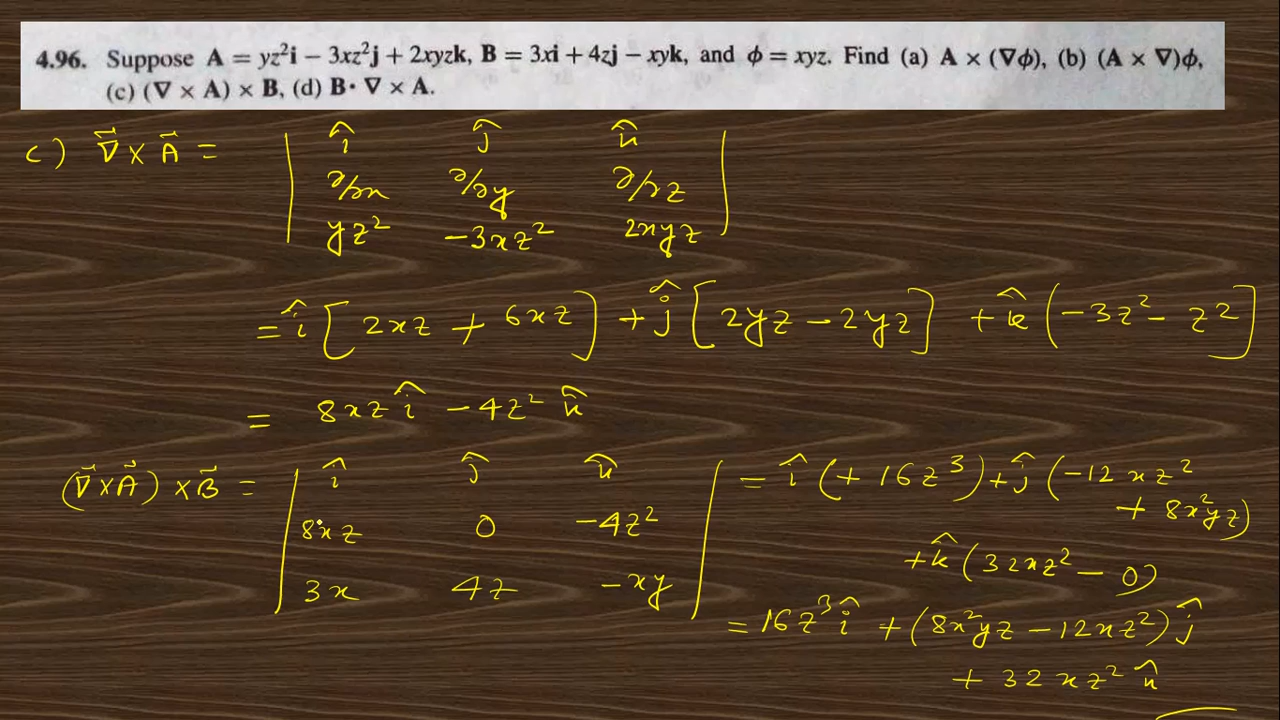 4.96. Suppose A = yz²i − 3xz²j + 2xyzk, B = 3xi + 4zj − xyk, and ϕ = xyz. Find (a) A × (∇ϕ), (b) (A × ∇)ϕ,
(c) (∇ × A) × B, (d) B· ∇ × A.
c) ∇⃗ × A⃗ = | î ĵ k̂ |
∂/∂x ∂/∂y ∂/∂z
yz² −3xz² 2xyz
= î [2xz + 6xz) + ĵ [2yz − 2yz] + k̂ (−3z² − z²]
= 8xz î − 4z² k̂
(∇⃗×A⃗) × B⃗ = | î ĵ k̂ | = î (+ 16z³) + ĵ (−12xz²
8xz 0 −4z² + 8x²yz)
+ k̂ (32xz² − 0)
3x 4z −xy
= 16z³ î + (8x²yz − 12xz²) ĵ
+ 32xz² k̂